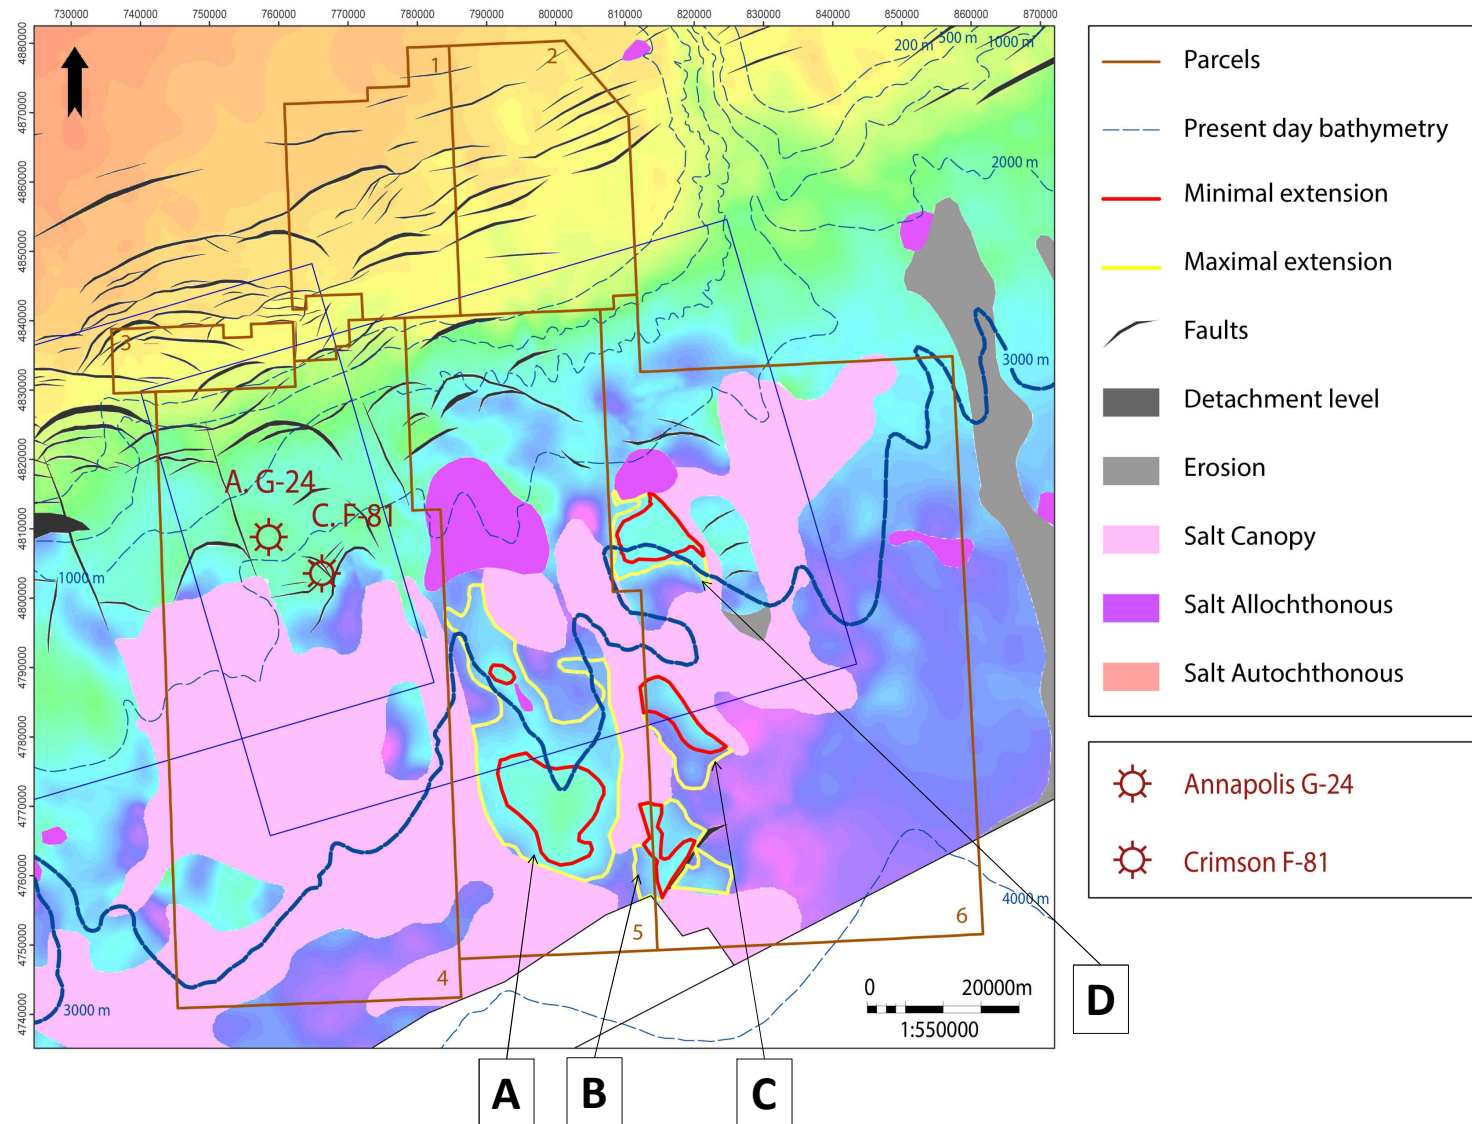 730000 740000 750000 760000 770000 780000 790000 800000 810000 820000 830000 840000 850000 860000 870000
4880000
4870000
4860000
4850000
4840000
4830000
4820000
4810000
4800000
4790000
4780000
4770000
4760000
4750000
4740000
200 m
500 m
1000 m
2000 m
3000 m
4000 m
1000 m
3000 m
1
2
3
4
5
6
A. G-24
C. F-81
0 20000m
1:550000
A
B
C
D
Parcels
Present day bathymetry
Minimal extension
Maximal extension
Faults
Detachment level
Erosion
Salt Canopy
Salt Allochthonous
Salt Autochthonous
Annapolis G-24
Crimson F-81